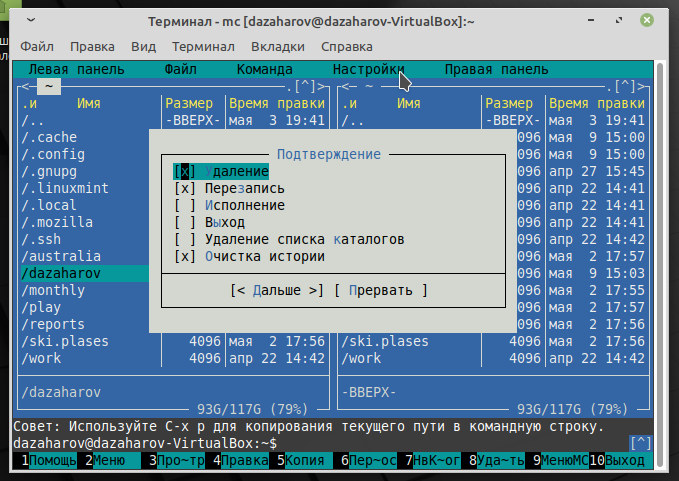 Терминал - mc [dazaharov@dazaharov-VirtualBox]:~
Файл Правка Вид Терминал Вкладки Справка
Левая панель Файл Команда Настройки Правая панель
<─ ~ ─ .[^]> <─ ~ ─ .[^]>
.и Имя Размер Время правки .и Имя Размер Время правки
/.. -ВВЕРХ- мая 3 19:41 /.. -ВВЕРХ- мая 3 19:41
/.cache 4096 мая 9 15:00
/.config 4096 мая 9 15:00
/.gnupg 4096 апр 27 15:45
/.linuxmint 4096 апр 22 14:41
/.local 4096 апр 22 14:41
/.mozilla 4096 апр 22 14:41
/.ssh 4096 апр 22 14:42
/australia 4096 мая 2 17:57
/dazaharov 4096 мая 9 15:03
/monthly 4096 мая 2 17:55
/play 4096 мая 2 17:57
/reports 4096 мая 2 17:56
/ski.plases 4096 мая 2 17:56 /ski.plases 4096 мая 2 17:56
/work 4096 апр 22 14:42 /work 4096 апр 22 14:42
Подтверждение
[x] Удаление
[x] Перезапись
[ ] Исполнение
[ ] Выход
[ ] Удаление списка каталогов
[x] Очистка истории
[< Дальше >] [ Прервать ]
/dazaharov -ВВЕРХ-
93G/117G (79%) 93G/117G (79%)
Совет: Используйте C-x p для копирования текущего пути в командную строку.
dazaharov@dazaharov-VirtualBox:~$ [^]
1Помощь 2Меню 3Про~тр 4Правка 5Копия 6Пер~ос 7НвК~ог 8Уда~ть 9МенюМС 10Выход